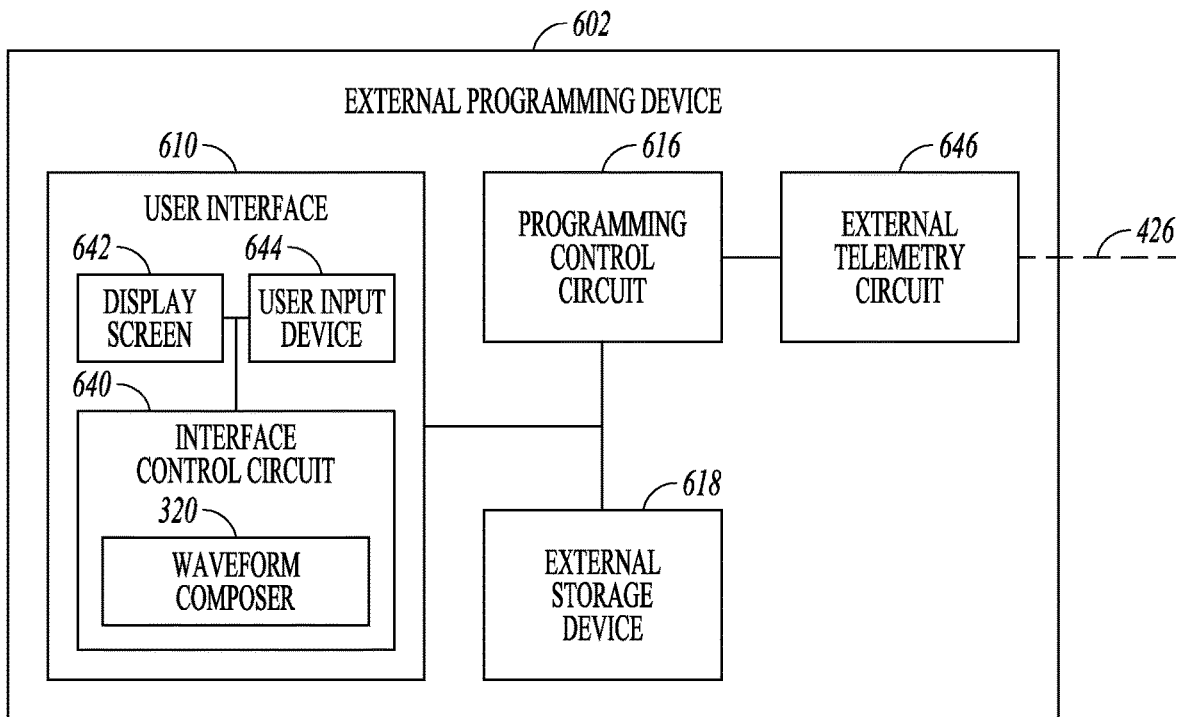 602
EXTERNAL PROGRAMMING DEVICE
610
USER INTERFACE
642
DISPLAY
SCREEN
644
USER INPUT
DEVICE
640
INTERFACE
CONTROL CIRCUIT
320
WAVEFORM
COMPOSER
616
PROGRAMMING
CONTROL
CIRCUIT
646
EXTERNAL
TELEMETRY
CIRCUIT
426
618
EXTERNAL
STORAGE
DEVICE